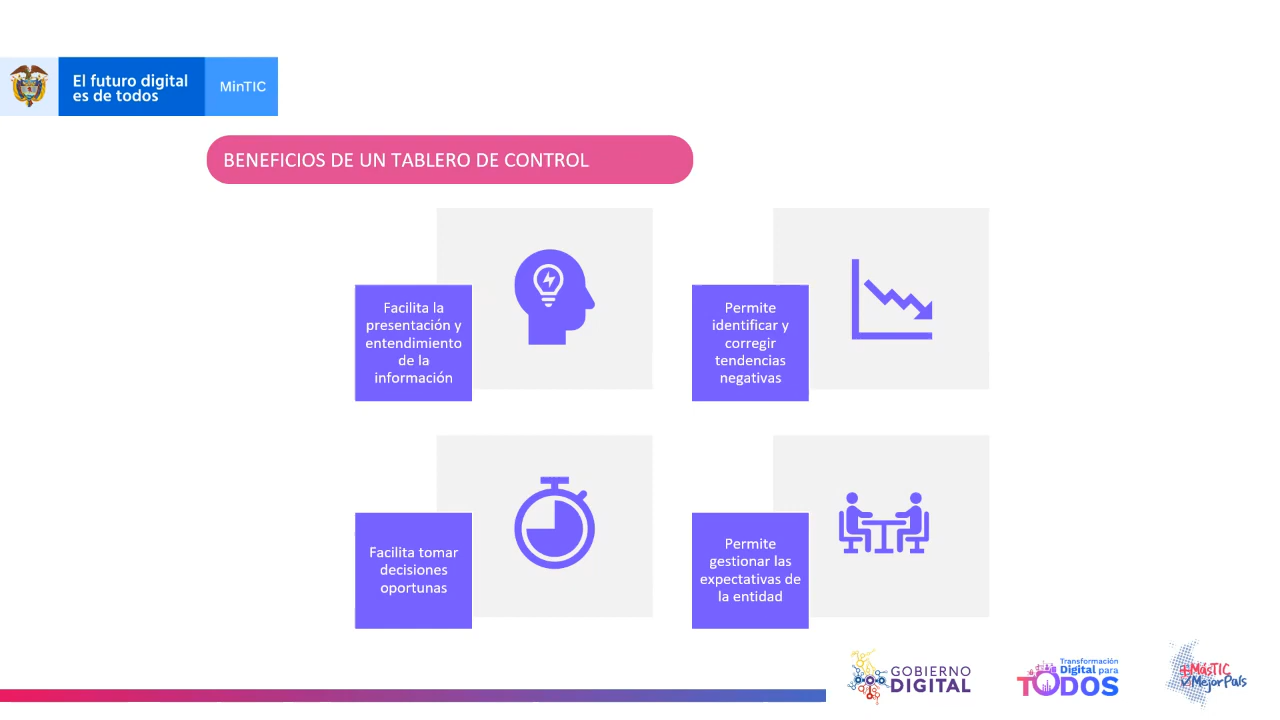 El futuro digital
es de todos
MinTIC
BENEFICIOS DE UN TABLERO DE CONTROL
Facilita la
presentación y
entendimiento
de la
información
Permite
identificar y
corregir
tendencias
negativas
Facilita tomar
decisiones
oportunas
Permite
gestionar las
expectativas de
la entidad
GOBIERNO
DIGITAL
Transformación
Digital para
TODOS
+MásTIC
MejorPaís